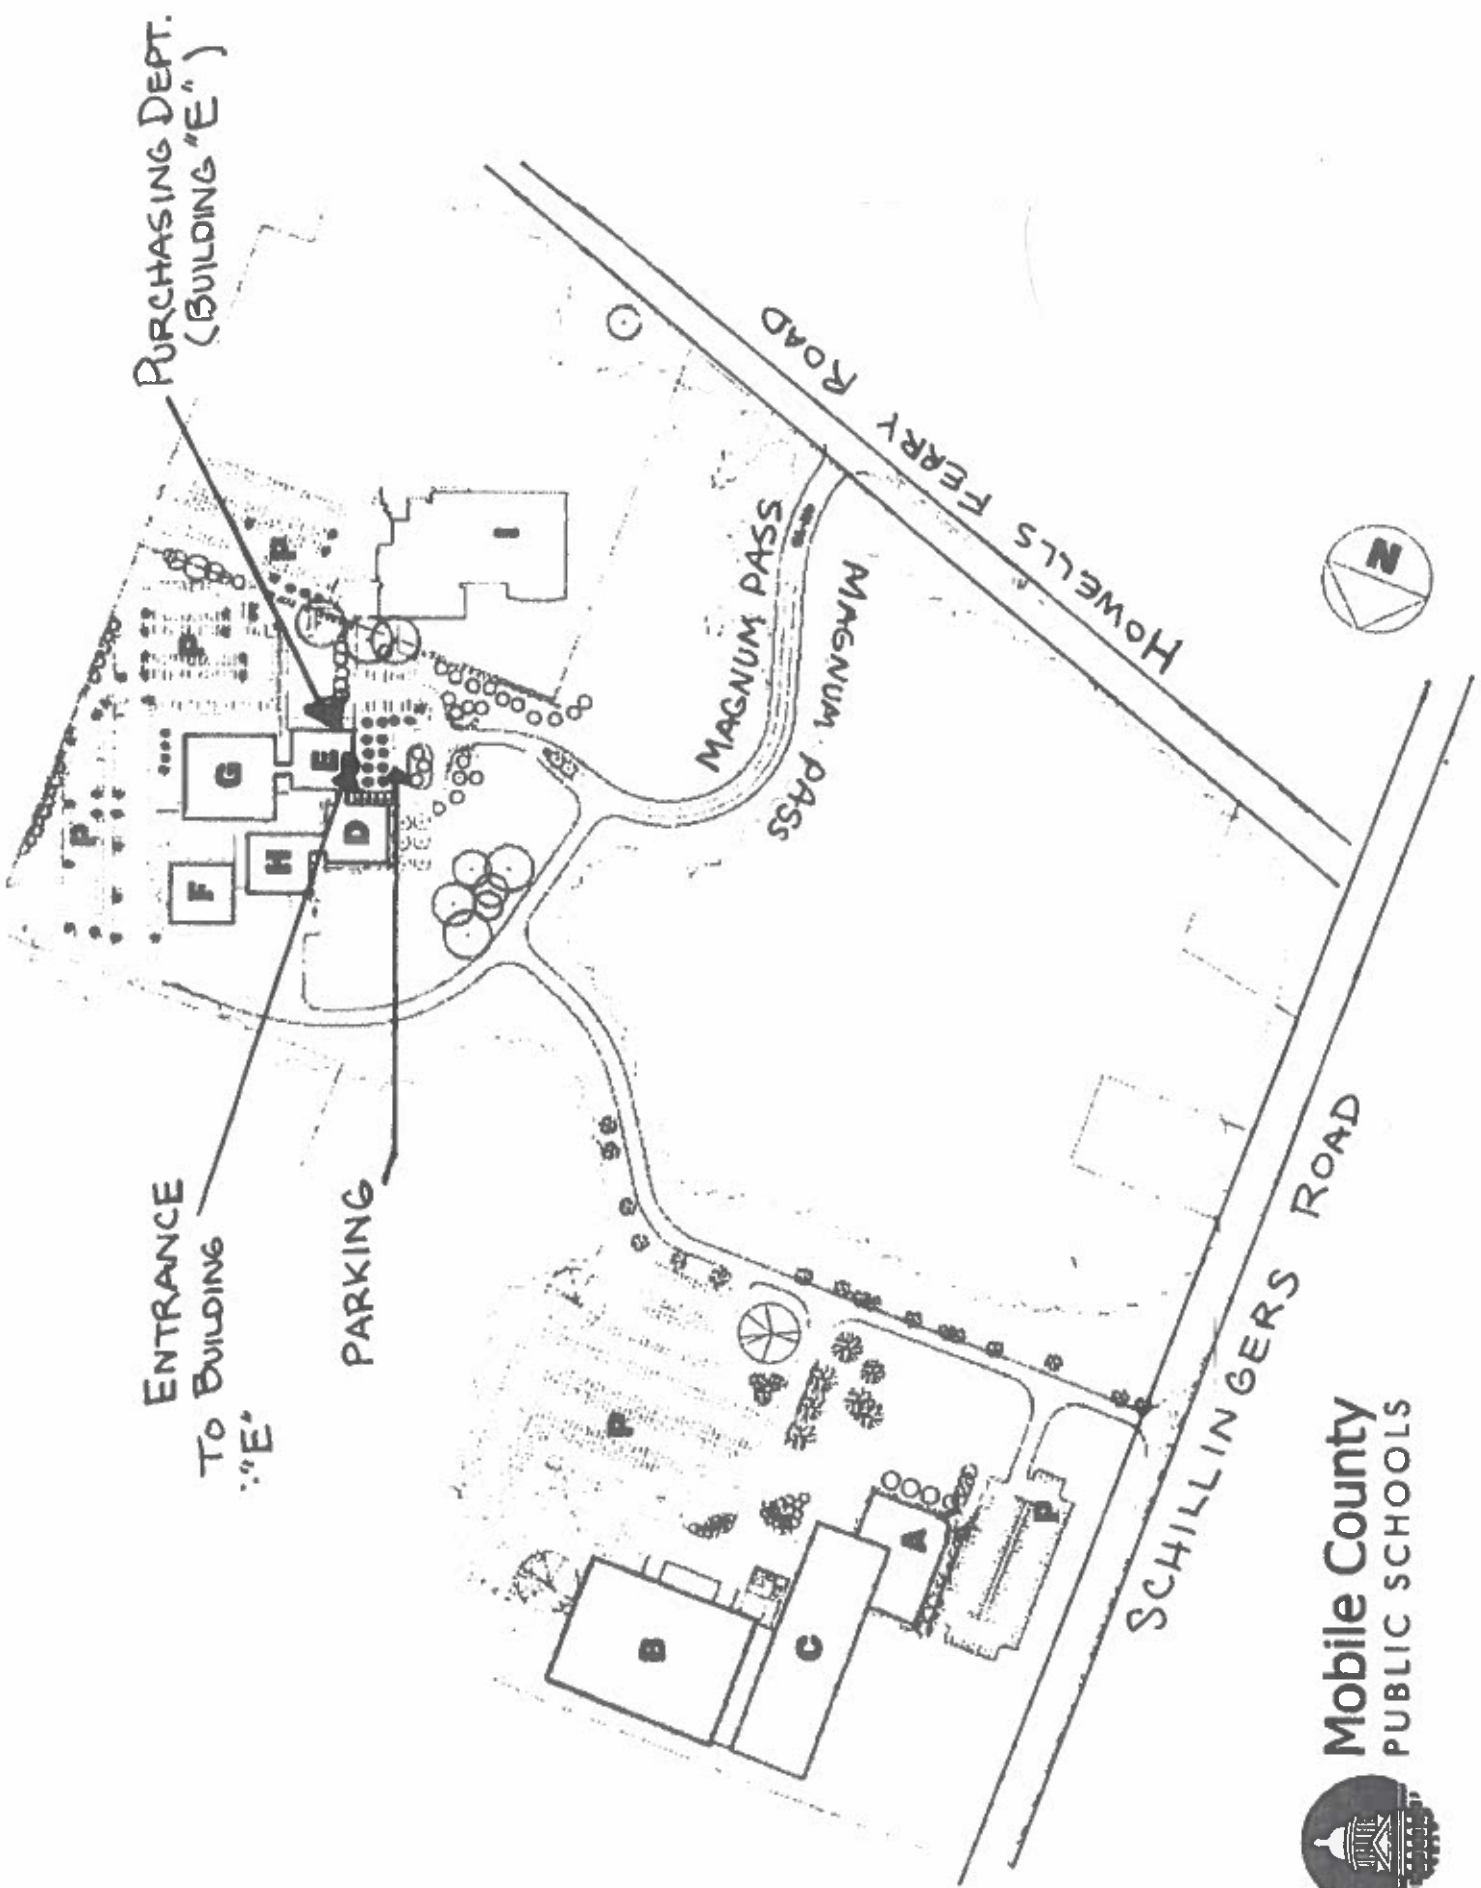 PURCHASING DEPT.
(BUILDING "E")
ENTRANCE
TO BUILDING
"E"
PARKING
MAGNUM PASS
MAGNUM PASS
HOWELLS FERRY ROAD
SCHILLINGERS ROAD
N
P
P
P
P
P
A
B
C
D
E
F
G
H
I
Mobile County
PUBLIC SCHOOLS